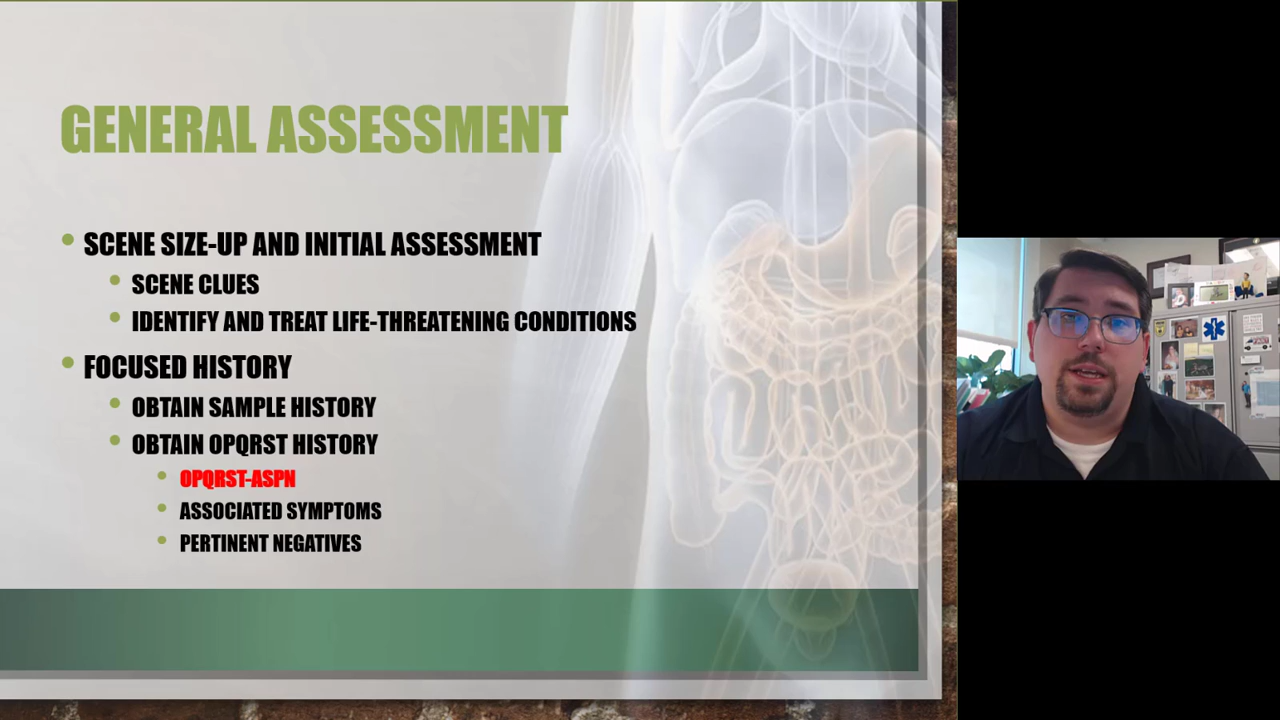 GENERAL ASSESSMENT
SCENE SIZE-UP AND INITIAL ASSESSMENT
SCENE CLUES
IDENTIFY AND TREAT LIFE-THREATENING CONDITIONS
FOCUSED HISTORY
OBTAIN SAMPLE HISTORY
OBTAIN OPQRST HISTORY
OPQRST-ASPN
ASSOCIATED SYMPTOMS
PERTINENT NEGATIVES